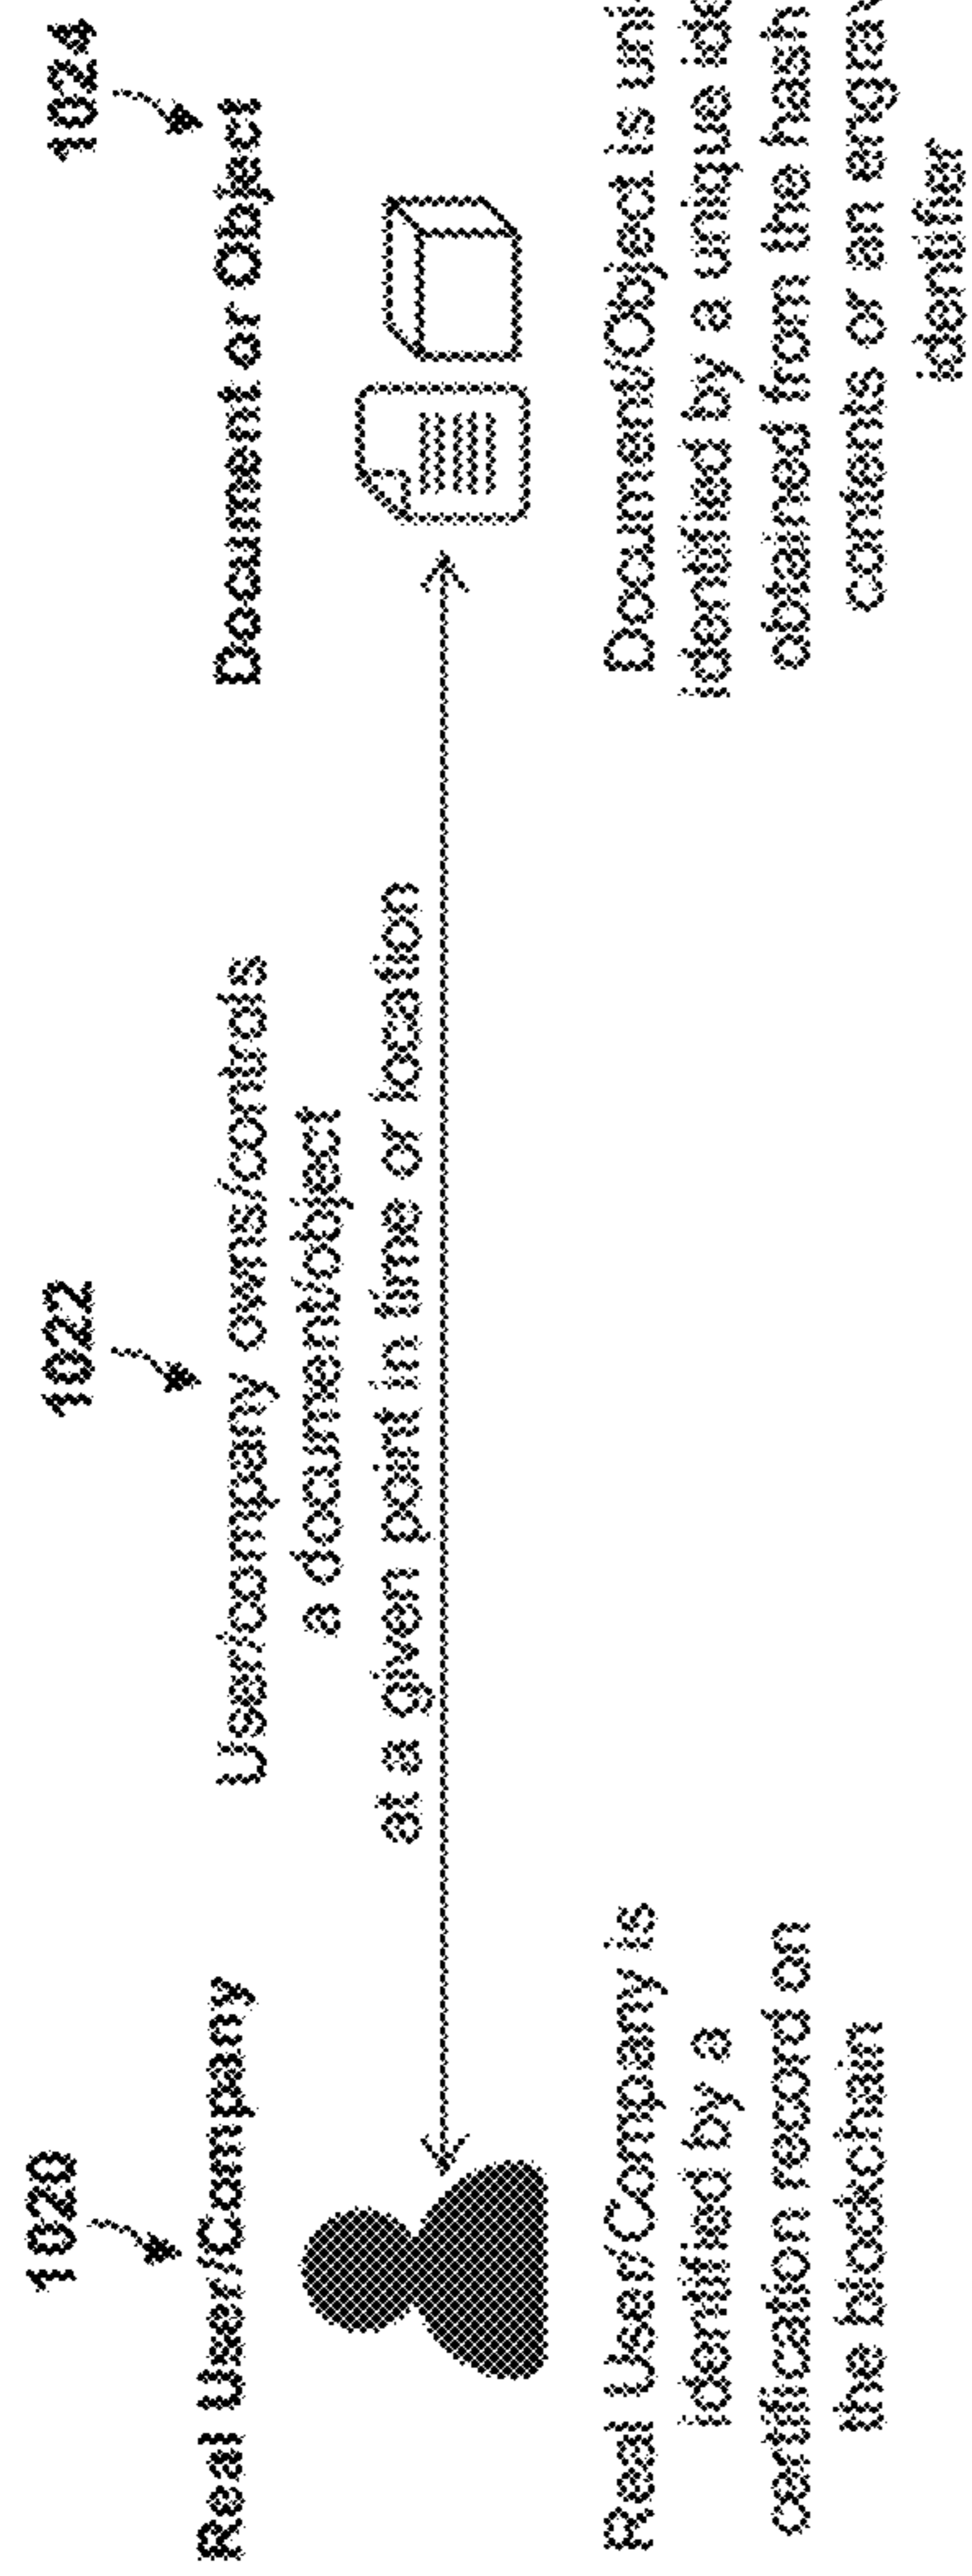 1020
Real User/Company
Real User/Company is
identified by a
certification record on
the blockchain
1022
User/company owns/controls
a document/object
at a given point in time or location
1024
Document or Object
Document/Object is
identified by a unique
obtained from the hash
contents or an
identifier